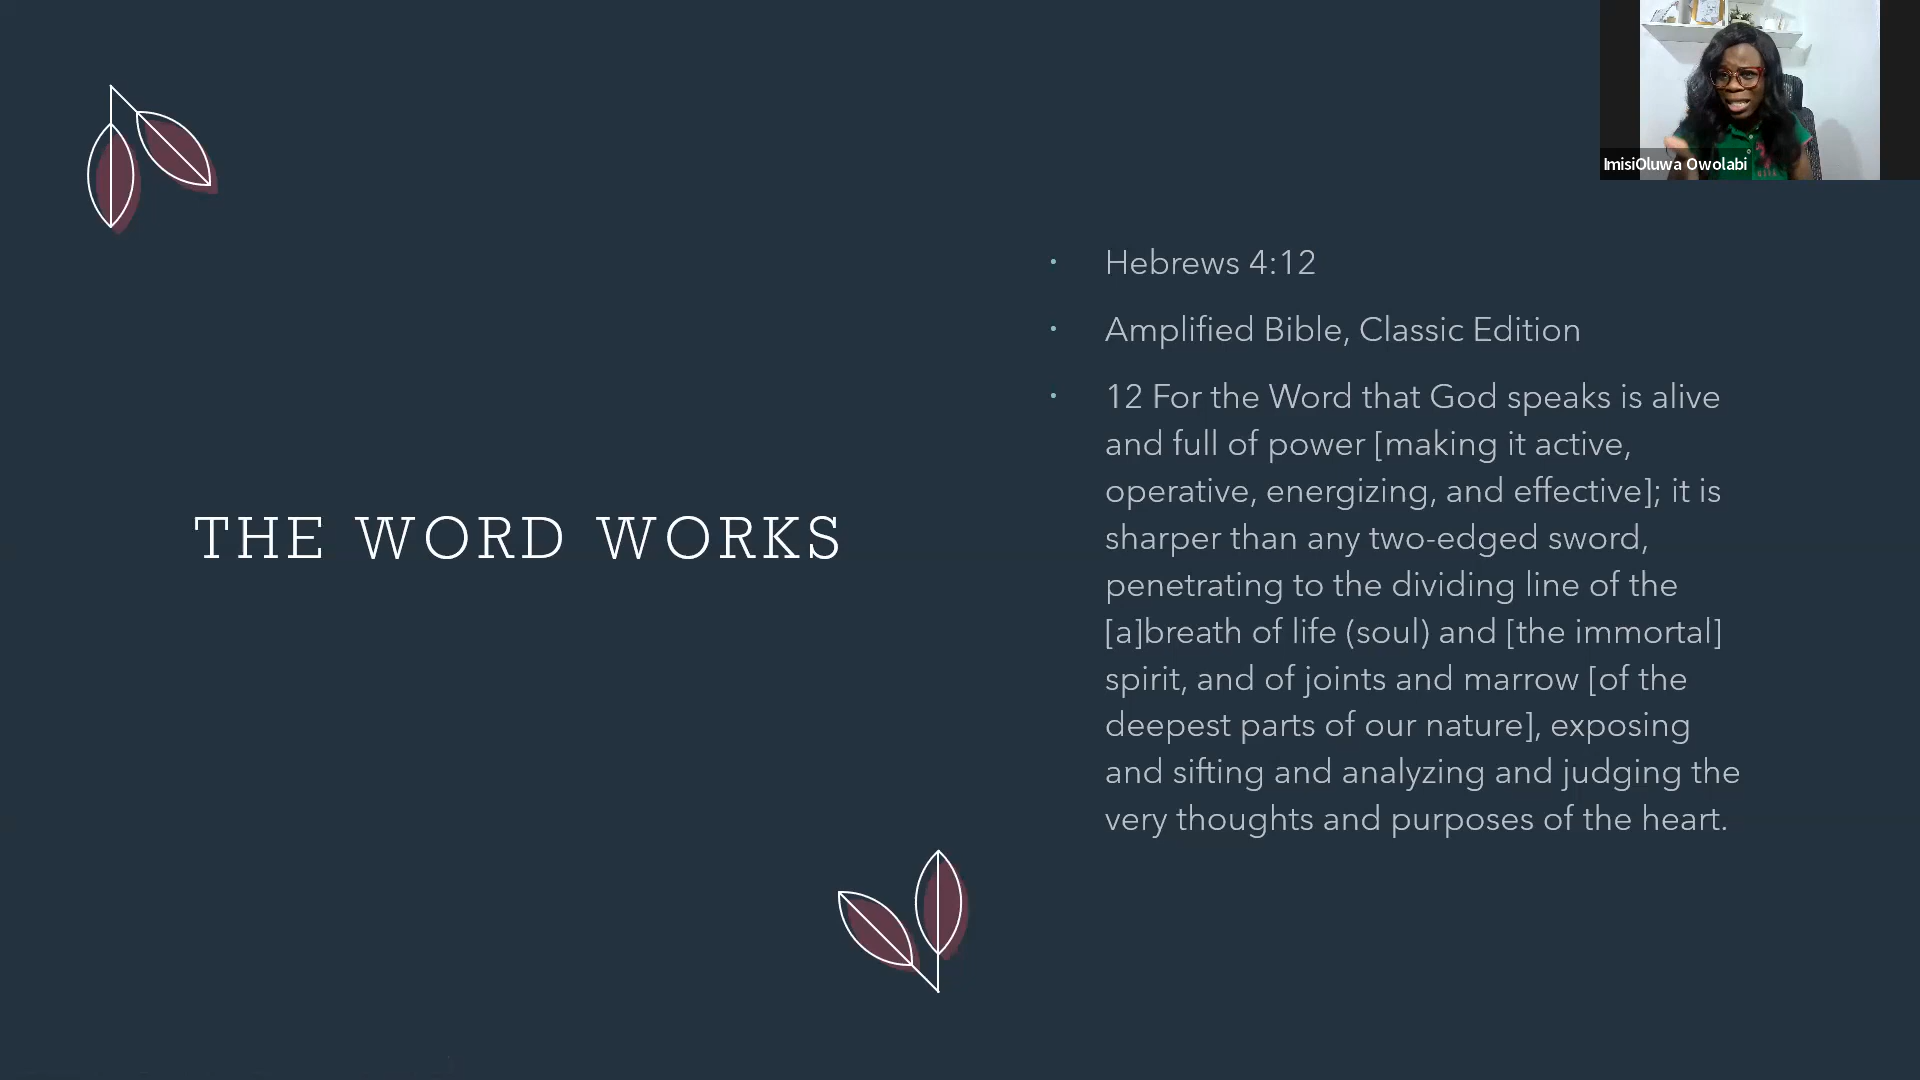 ImisiOluwa Owolabi
THE WORD WORKS
• Hebrews 4:12
• Amplified Bible, Classic Edition
• 12 For the Word that God speaks is alive
and full of power [making it active,
operative, energizing, and effective]; it is
sharper than any two-edged sword,
penetrating to the dividing line of the
[a]breath of life (soul) and [the immortal]
spirit, and of joints and marrow [of the
deepest parts of our nature], exposing
and sifting and analyzing and judging the
very thoughts and purposes of the heart.